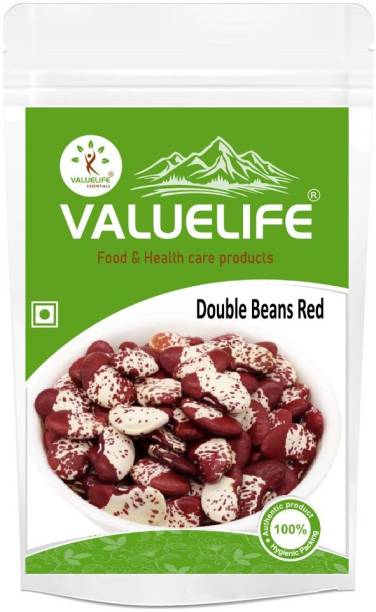 VALUELIFE®
ESSENTIALS
VALUELIFE®
Food & Health care products
Double Beans Red
Authentic product
100%
Hygienic Packing